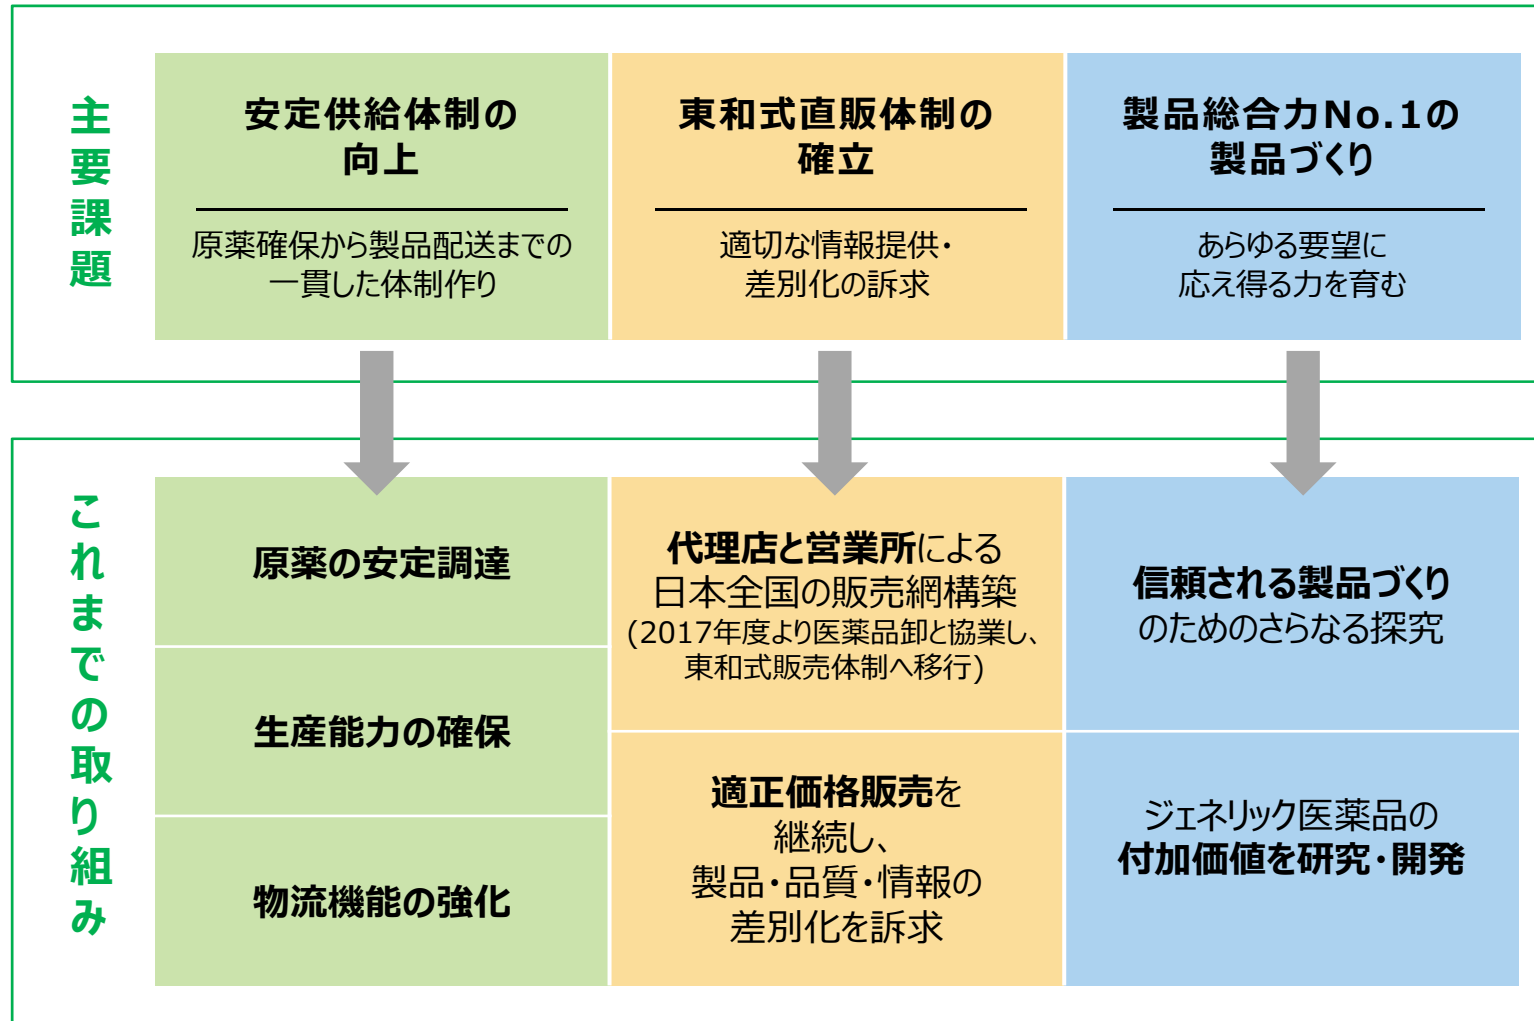 主要課題
安定供給体制の
向上
原薬確保から製品配送までの
一貫した体制作り
東和式直販体制の
確立
適切な情報提供・
差別化の訴求
製品総合力No.1の
製品づくり
あらゆる要望に
応え得る力を育む
これまでの取り組み
原薬の安定調達
生産能力の確保
物流機能の強化
代理店と営業所による
日本全国の販売網構築
(2017年度より医薬品卸と協業し、
東和式販売体制へ移行)
適正価格販売を
継続し、
製品・品質・情報の
差別化を訴求
信頼される製品づくり
のためのさらなる探究
ジェネリック医薬品の
付加価値を研究・開発